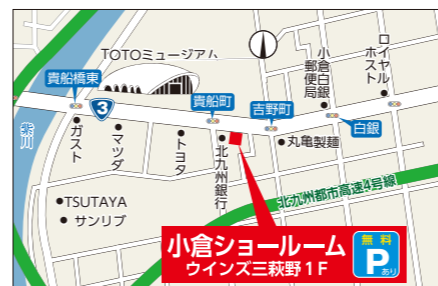 TOTOミュージアム
貴船橋東
3
貴船町
吉野町
小倉白銀郵便局
ロイヤルホスト
白銀
紫川
ガスト
マツダ
トヨタ
北九州銀行
丸亀製麺
TSUTAYA
サンリブ
北九州都市高速4号線
小倉ショールーム
ウインズ三萩野1F
無料
P
あり